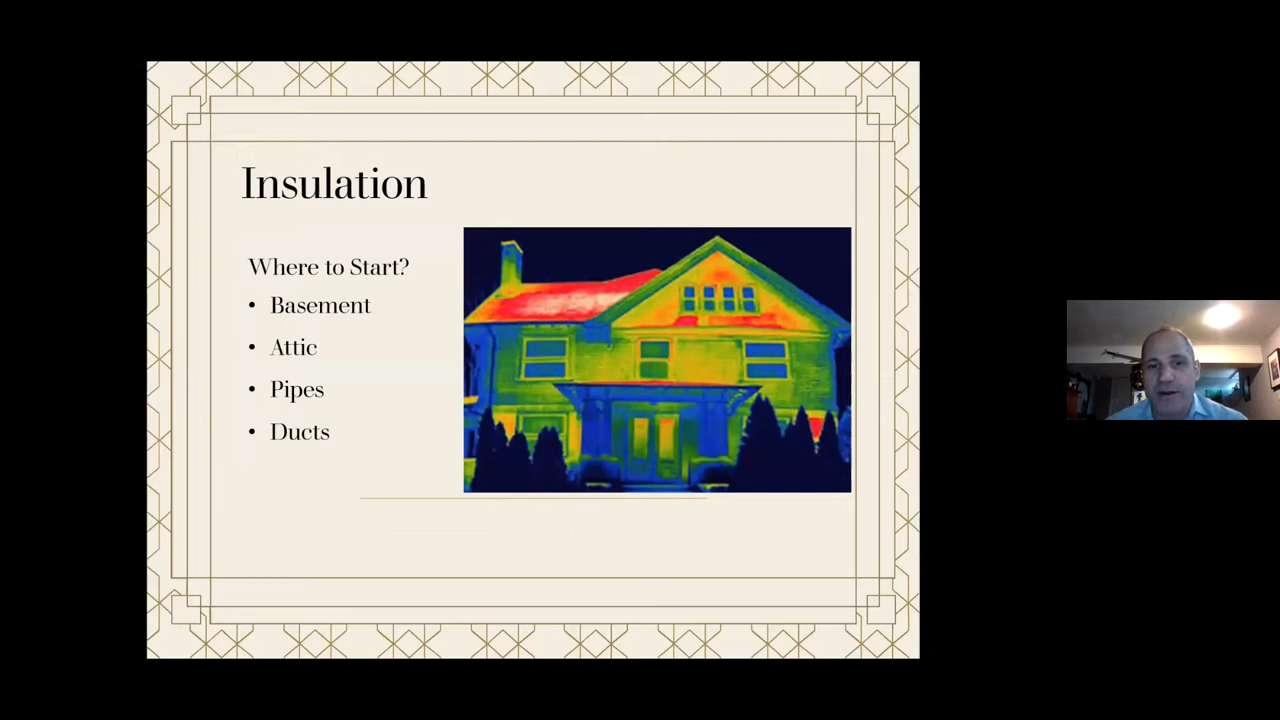 Insulation
Where to Start?
• Basement
• Attic
• Pipes
• Ducts